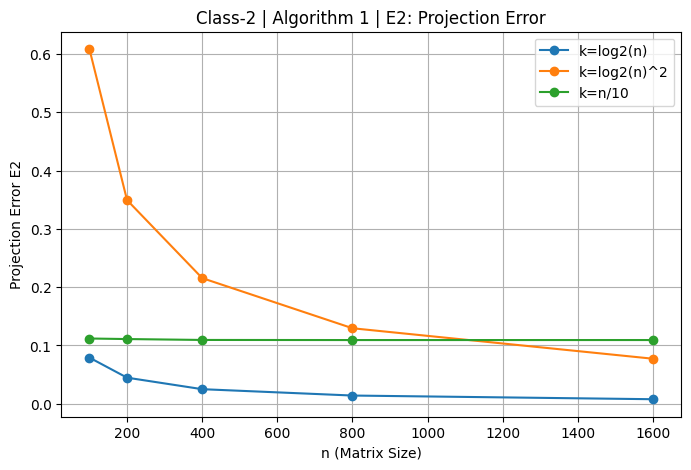 Class-2 | Algorithm 1 | E2: Projection Error
k=log2(n)
k=log2(n)^2
k=n/10
Projection Error E2
0.6
0.5
0.4
0.3
0.2
0.1
0.0
200 400 600 800 1000 1200 1400 1600
n (Matrix Size)